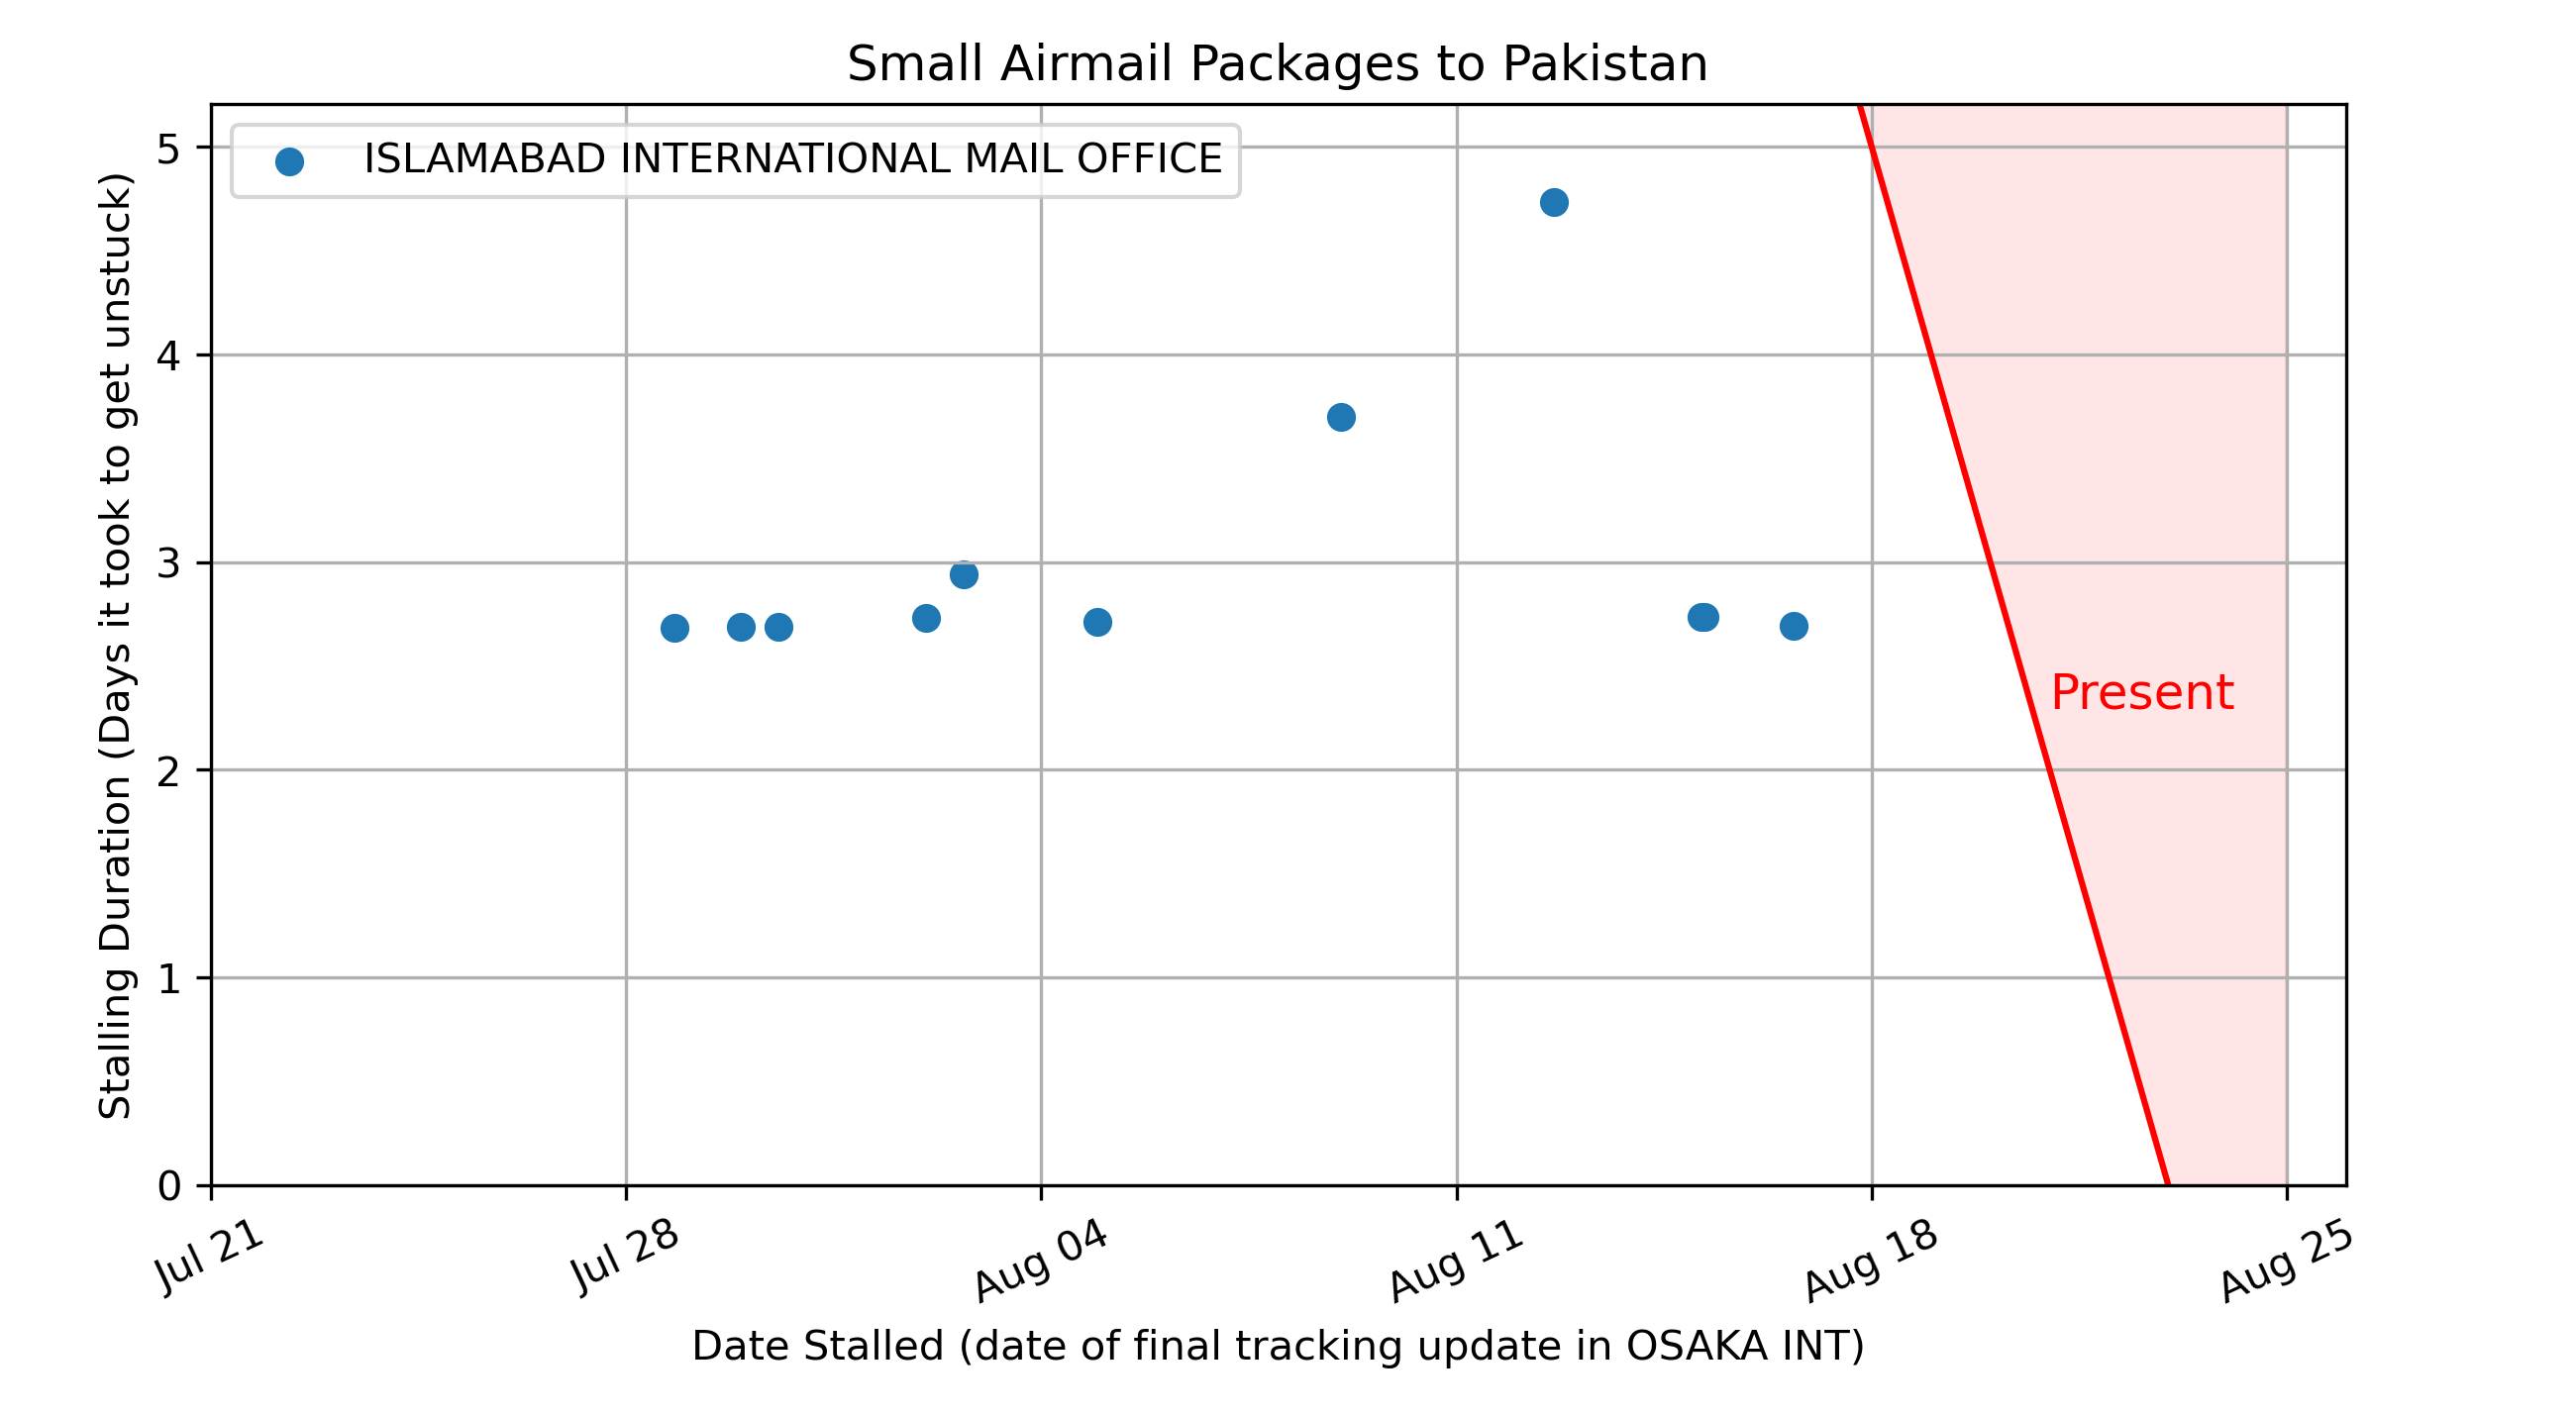 Small Airmail Packages to Pakistan
ISLAMABAD INTERNATIONAL MAIL OFFICE
Stalling Duration (Days it took to get unstuck)
5
4
3
2
1
0
Present
Jul 21
Jul 28
Aug 04
Aug 11
Aug 18
Aug 25
Date Stalled (date of final tracking update in OSAKA INT)